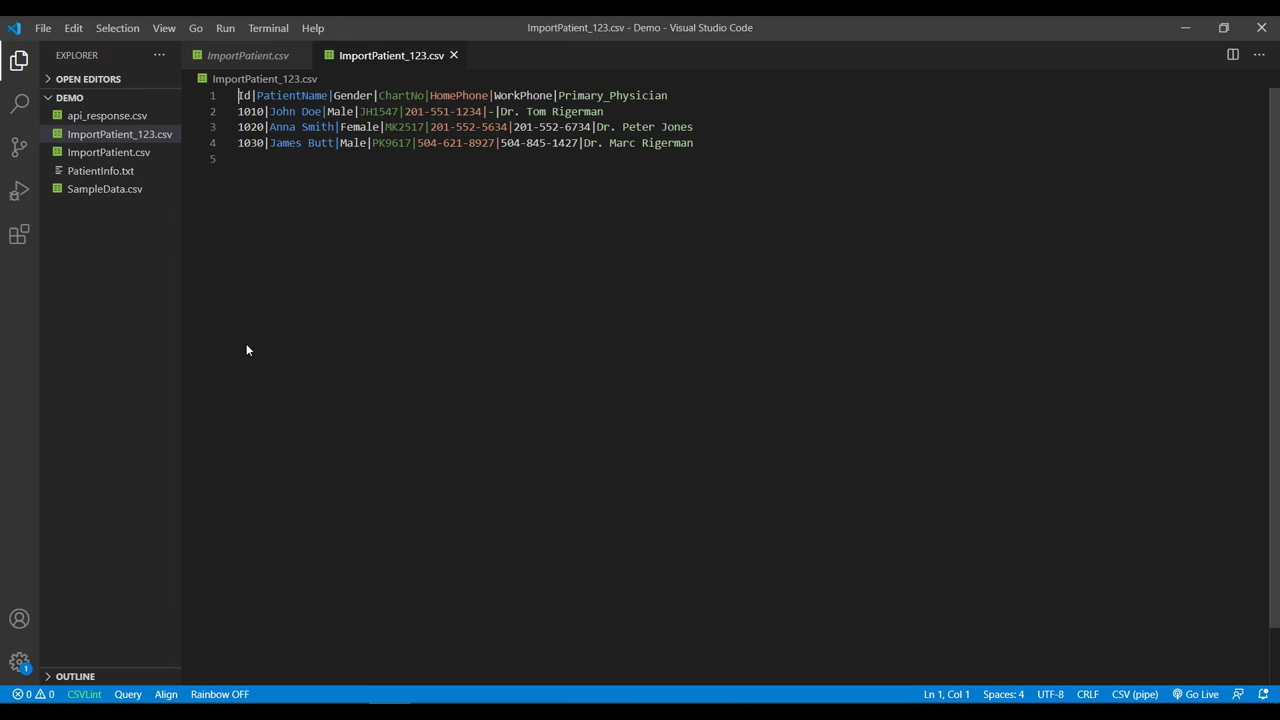 File Edit Selection View Go Run Terminal Help
ImportPatient_123.csv - Demo - Visual Studio Code
EXPLORER
OPEN EDITORS
DEMO
api_response.csv
ImportPatient_123.csv
ImportPatient.csv
PatientInfo.txt
SampleData.csv
OUTLINE
ImportPatient.csv
ImportPatient_123.csv
ImportPatient_123.csv
1 Id|PatientName|Gender|ChartNo|HomePhone|WorkPhone|Primary_Physician
2 1010|John Doe|Male|JH1547|201-551-1234|-|Dr. Tom Rigerman
3 1020|Anna Smith|Female|MK2517|201-552-5634|201-552-6734|Dr. Peter Jones
4 1030|James Butt|Male|PK9617|504-621-8927|504-845-1427|Dr. Marc Rigerman
5
1
0 0 CSVLint Query Align Rainbow OFF
Ln 1, Col 1 Spaces: 4 UTF-8 CRLF CSV (pipe) Go Live